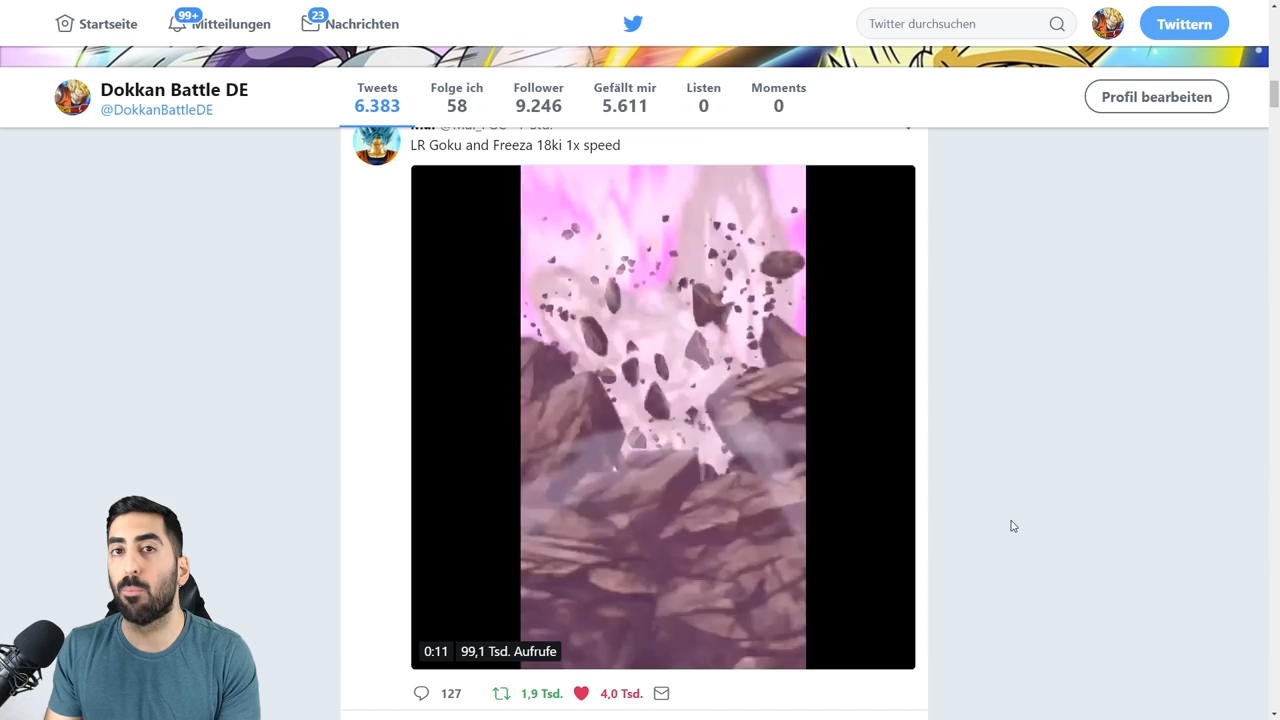 Startseite
99+
Mitteilungen
23
Nachrichten
Twitter durchsuchen
Twittern
Dokkan Battle DE
@DokkanBattleDE
Tweets
6.383
Folge ich
58
Follower
9.246
Gefällt mir
5.611
Listen
0
Moments
0
Profil bearbeiten
LR Goku and Freeza 18ki 1x speed
0:11
99,1 Tsd. Aufrufe
127
1,9 Tsd.
4,0 Tsd.